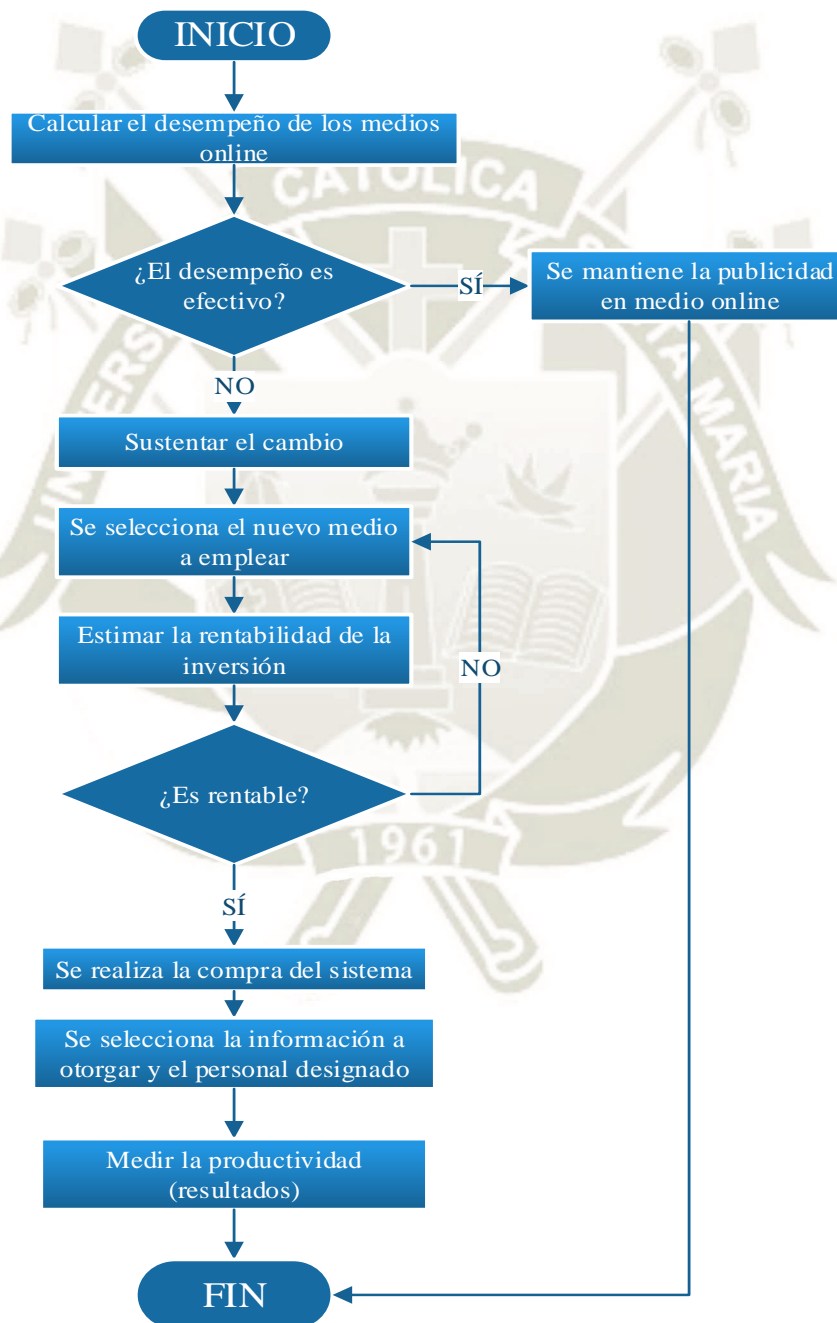 INICIO
Calcular el desempeño de los medios
online
¿El desempeño es
efectivo?
SÍ
Se mantiene la publicidad
en medio online
NO
Sustentar el cambio
Se selecciona el nuevo medio
a emplear
Estimar la rentabilidad de la
inversión
NO
¿Es rentable?
SÍ
Se realiza la compra del sistema
Se selecciona la información a
otorgar y el personal designado
Medir la productividad
(resultados)
FIN
CATÓLICA
MARIA
1961